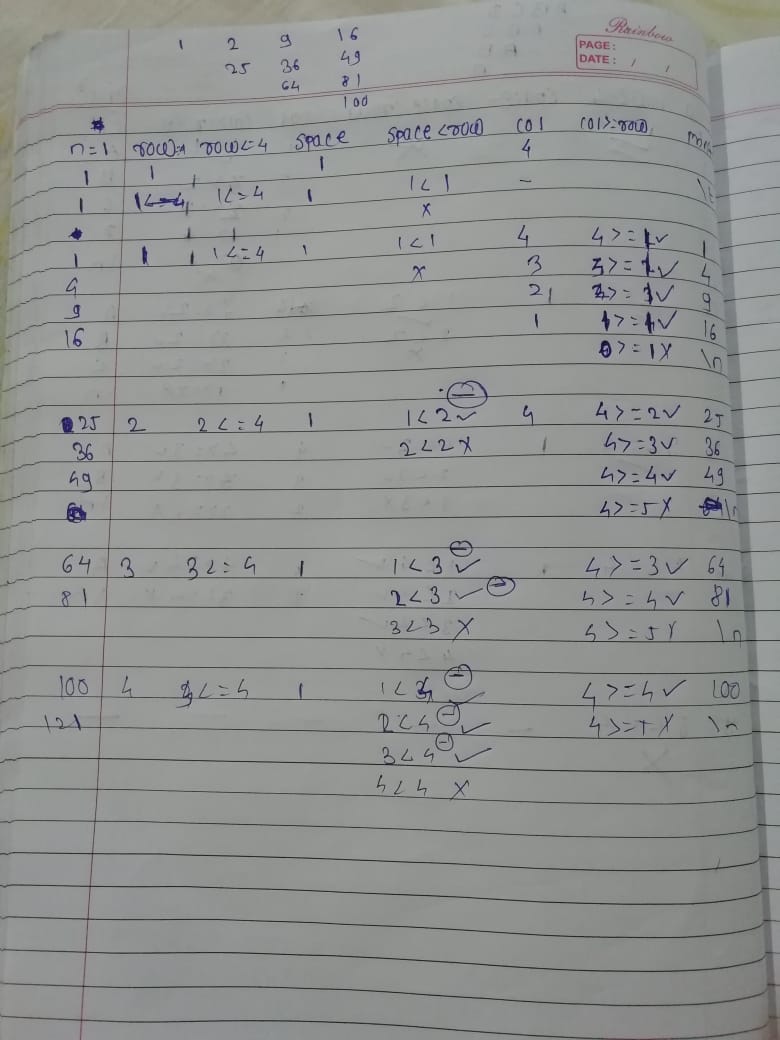 Rainbow
PAGE:
DATE: / /
1 2 9 16
25 36 49
64 81
100
n=1 row=1 row<=4 space space<row col col>=row
1 1 1 4
1 1<=4 1 1<1 –
x
1 1 1<=4 1 1<1 4 4>=1✓ 1
4 x 3 3>=1✓ 4
9 2 2>=1✓ 9
16 1 1>=1✓ 16
0>=1X \n
25 2 2<=4 1 1<2✓ – 4 4>=2✓ 25
36 2<2X 4>=3✓ 36
49 4>=4✓ 49
4>=5X \n
64 3 3<=4 1 1<3✓ – 4>=3✓ 64
81 2<3✓ – 4>=4✓ 81
3<3 X 4>=5X \n
100 4 4<=4 1 1<4✓ – 4>=4✓ 100
121 2<4✓ – 4>= X \n
3<4✓ –
4<4 X